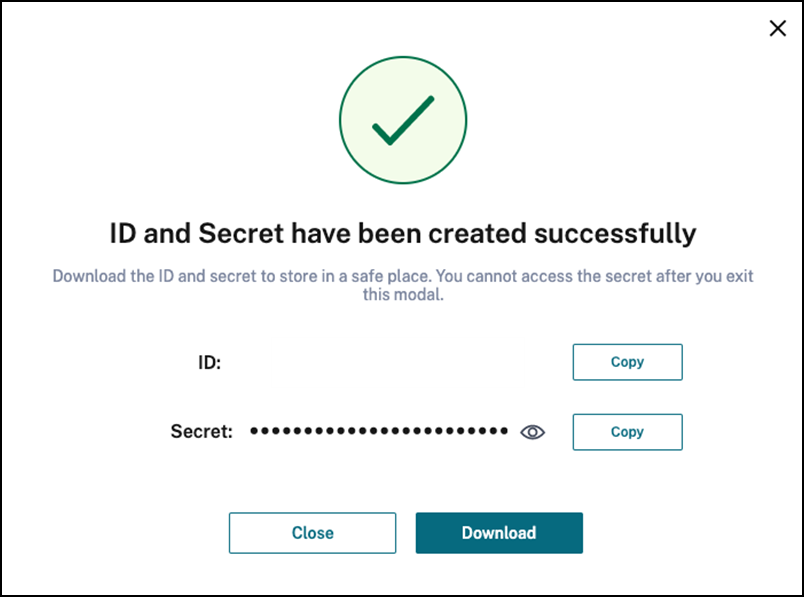 ID and Secret have been created successfully
Download the ID and secret to store in a safe place. You cannot access the secret after you exit
this modal.
ID:
Copy
Secret: ••••••••••••••••••••••••
Copy
Close
Download